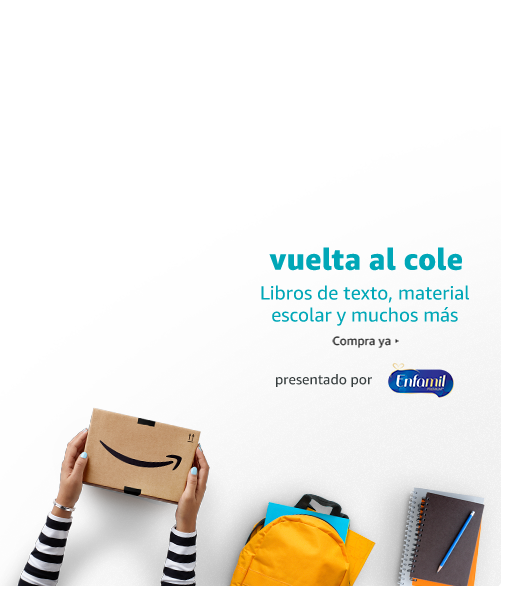 vuelta al cole
Libros de texto, material
escolar y muchos más
Compra ya
presentado por
Enfamil